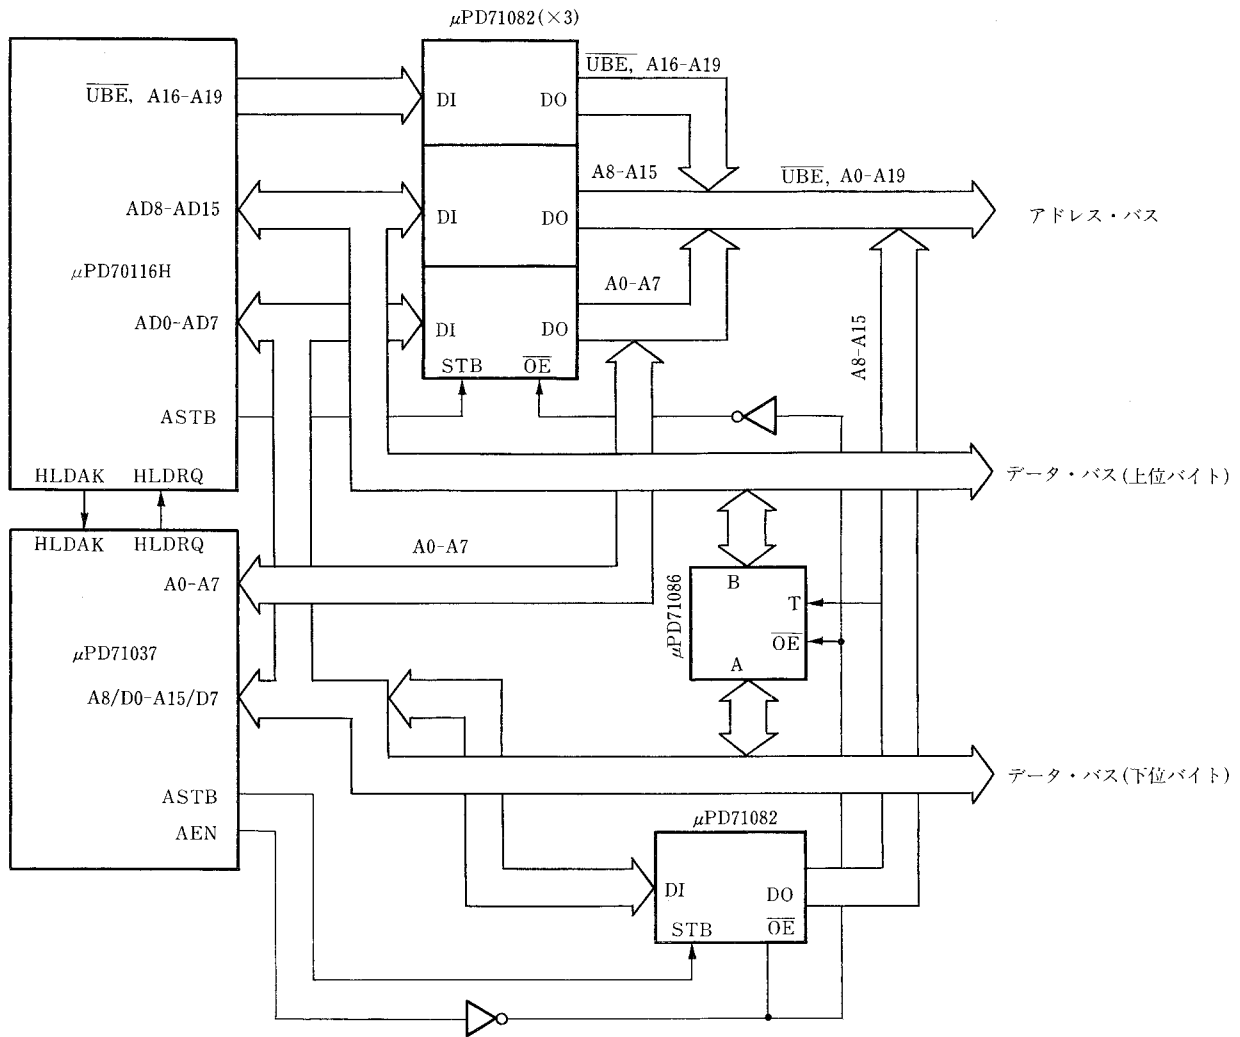 μPD71082(×3)
UBE, A16-A19
DI
DO
UBE, A16-A19
AD8-AD15
DI
DO
A8-A15
UBE, A0-A19
アドレス・バス
μPD70116H
AD0-AD7
DI
DO
A0-A7
STB
OE
A8-A15
ASTB
HLDAK
HLDRQ
データ・バス(上位バイト)
HLDAK
HLDRQ
A0-A7
A0-A7
μPD71086
B
T
OE
A
μPD71037
A8/D0-A15/D7
データ・バス(下位バイト)
ASTB
AEN
μPD71082
DI
DO
STB
OE